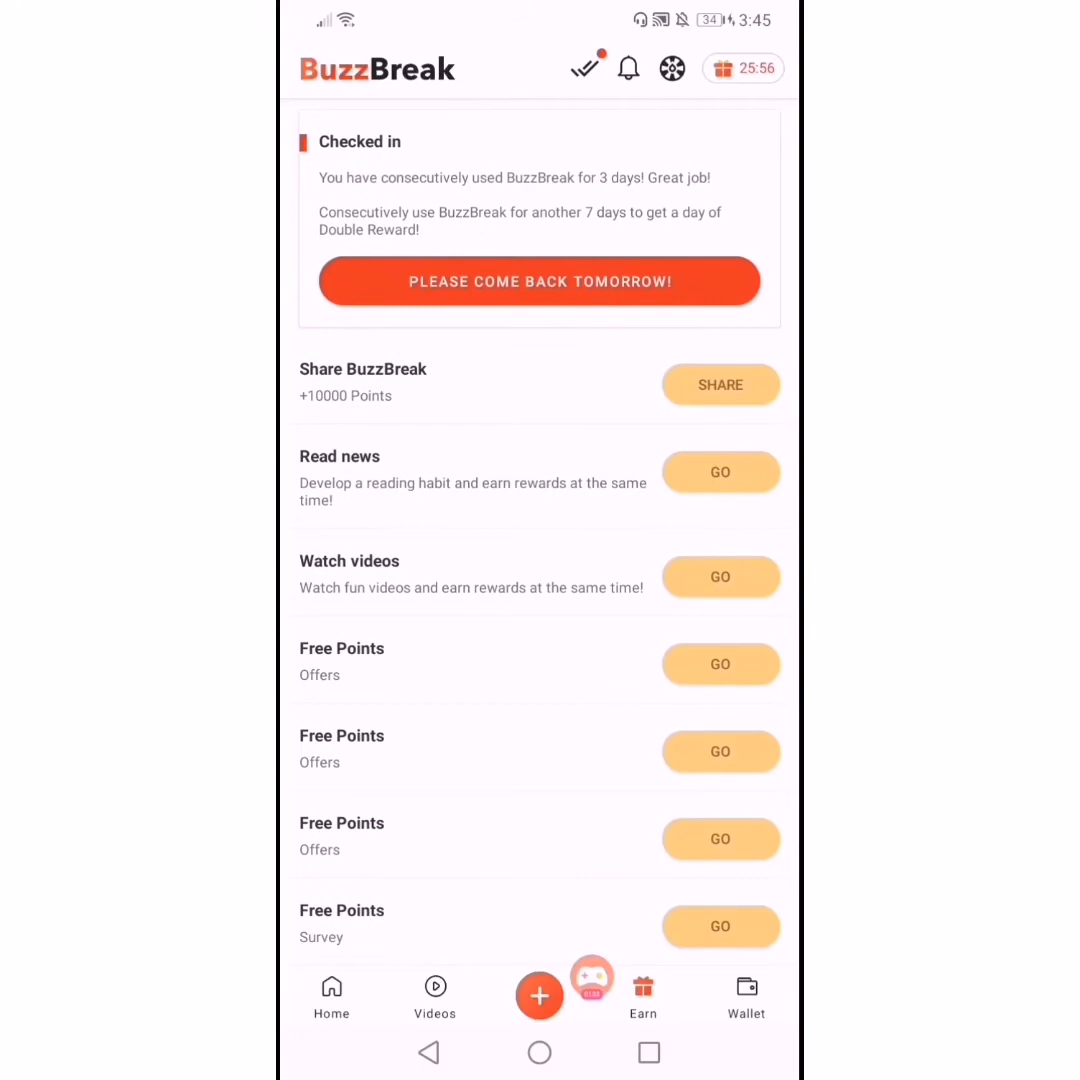 34 3:45
BuzzBreak 25:56
Checked in
You have consecutively used BuzzBreak for 3 days! Great job!
Consecutively use BuzzBreak for another 7 days to get a day of
Double Reward!
PLEASE COME BACK TOMORROW!
Share BuzzBreak
+10000 Points
SHARE
Read news
Develop a reading habit and earn rewards at the same
time!
GO
Watch videos
Watch fun videos and earn rewards at the same time!
GO
Free Points
Offers
GO
Free Points
Offers
GO
Free Points
Offers
GO
Free Points
Survey
GO
Home Videos Earn Wallet